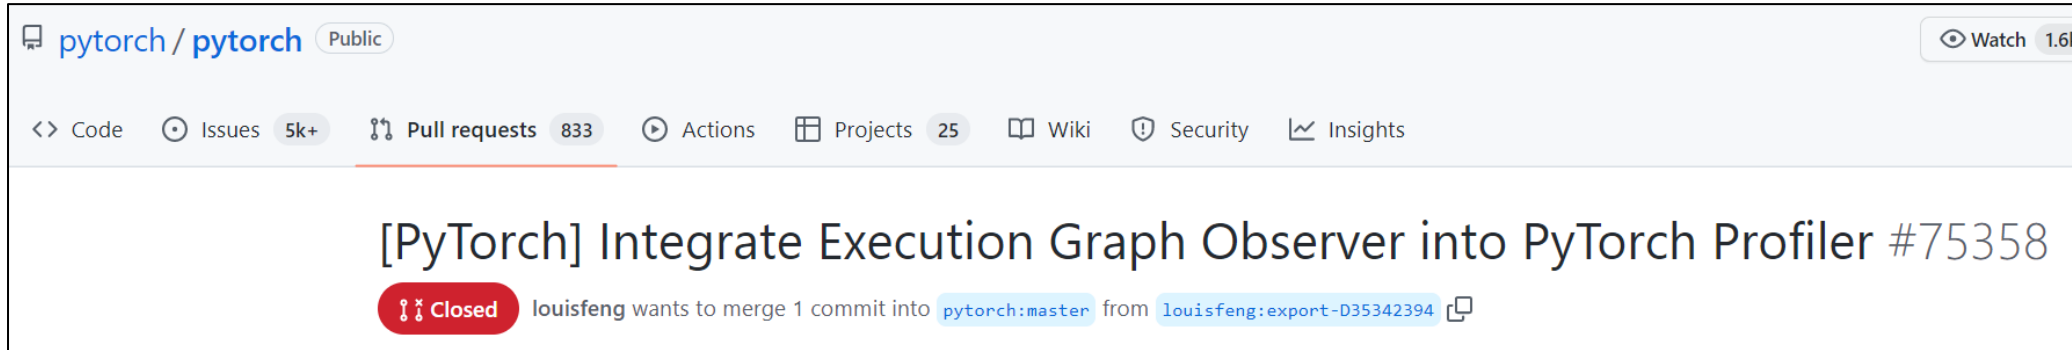 pytorch / pytorch Public
Watch 1.6k
Code Issues 5k+ Pull requests 833 Actions Projects 25 Wiki Security Insights
[PyTorch] Integrate Execution Graph Observer into PyTorch Profiler #75358
Closed louisfeng wants to merge 1 commit into pytorch:master from louisfeng:export-D35342394